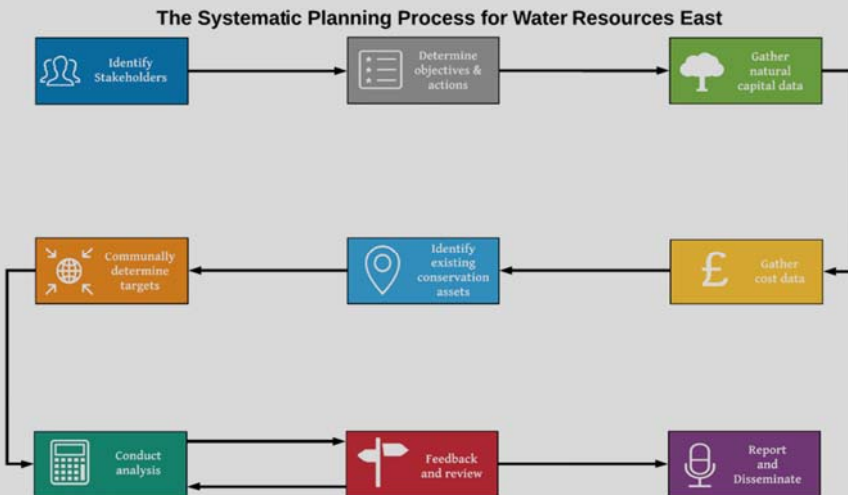 The Systematic Planning Process for Water Resources East
Identify
Stakeholders
Determine
objectives &
actions
Gather
natural
capital data
Gather
cost data
£
Identify
existing
conservation
assets
Communally
determine
targets
Conduct
analysis
Feedback
and review
Report
and
Disseminate